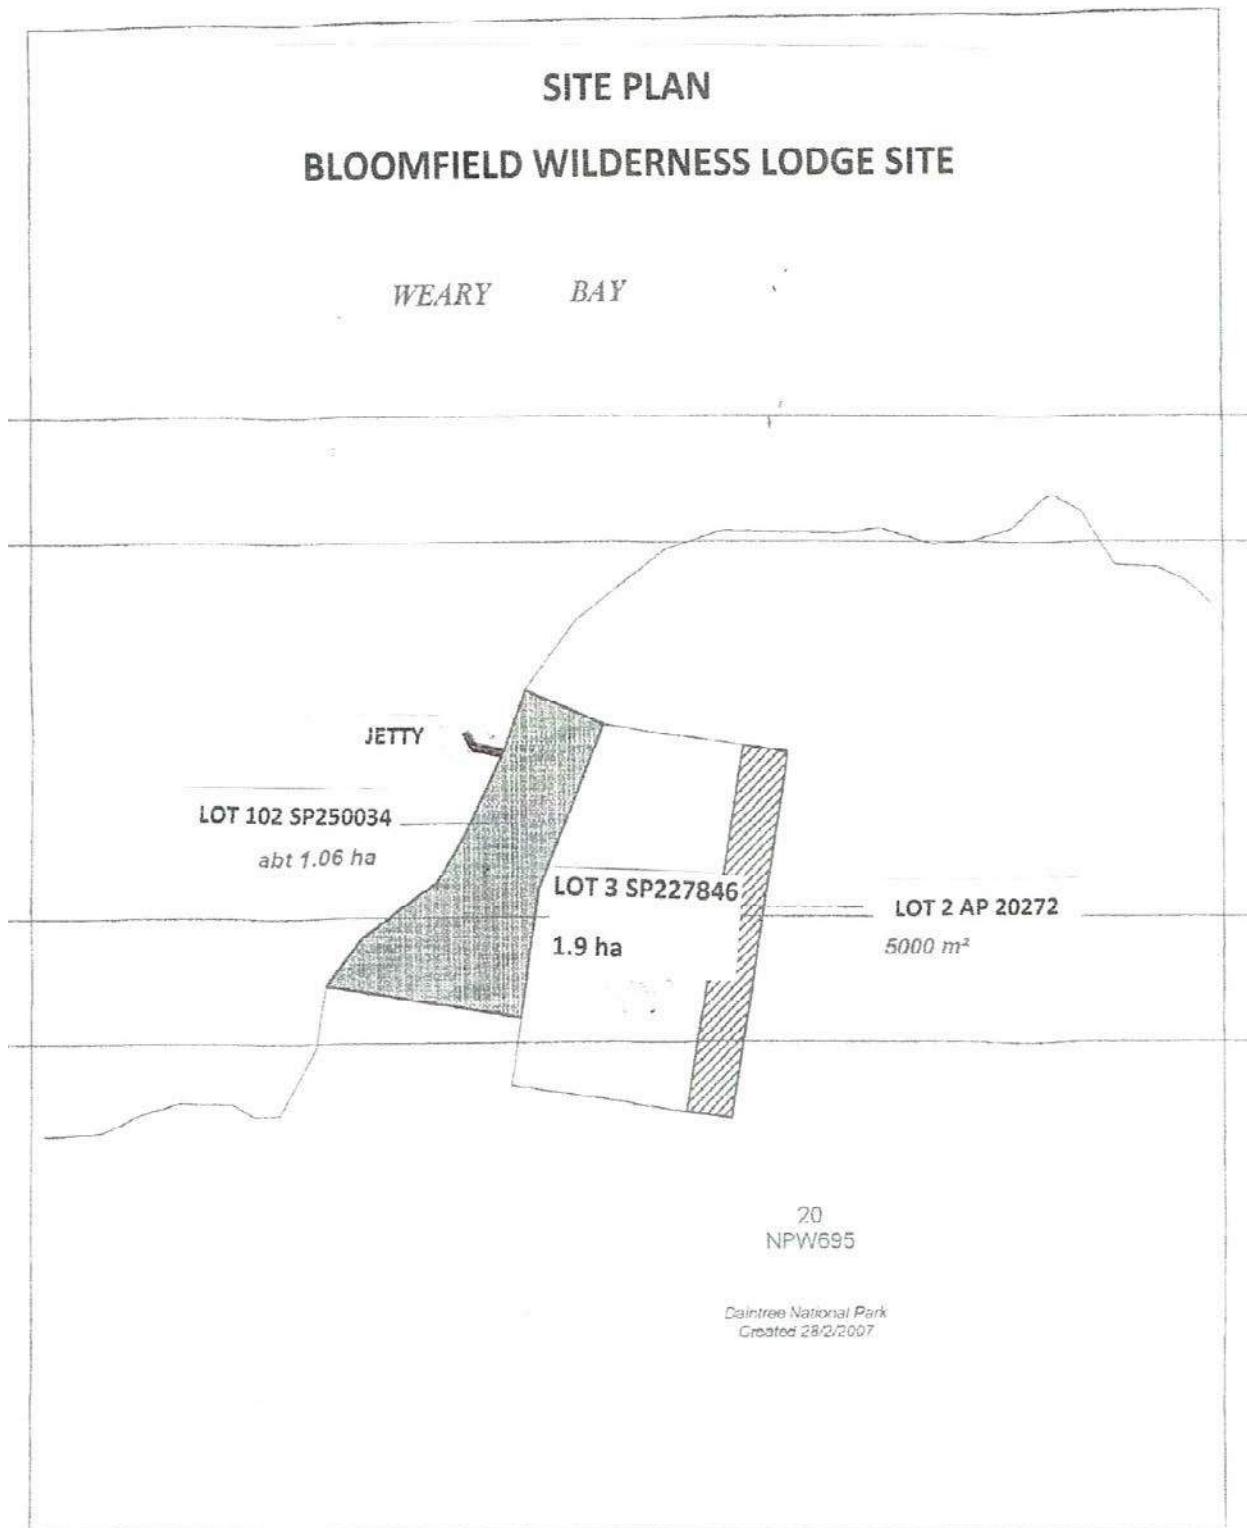 SITE PLAN
BLOOMFIELD WILDERNESS LODGE SITE
WEARY BAY
JETTY
LOT 102 SP250034
abt 1.06 ha
LOT 3 SP227846
1.9 ha
LOT 2 AP 20272
5000 m²
20
NPW695
Daintree National Park
Created 28/2/2007